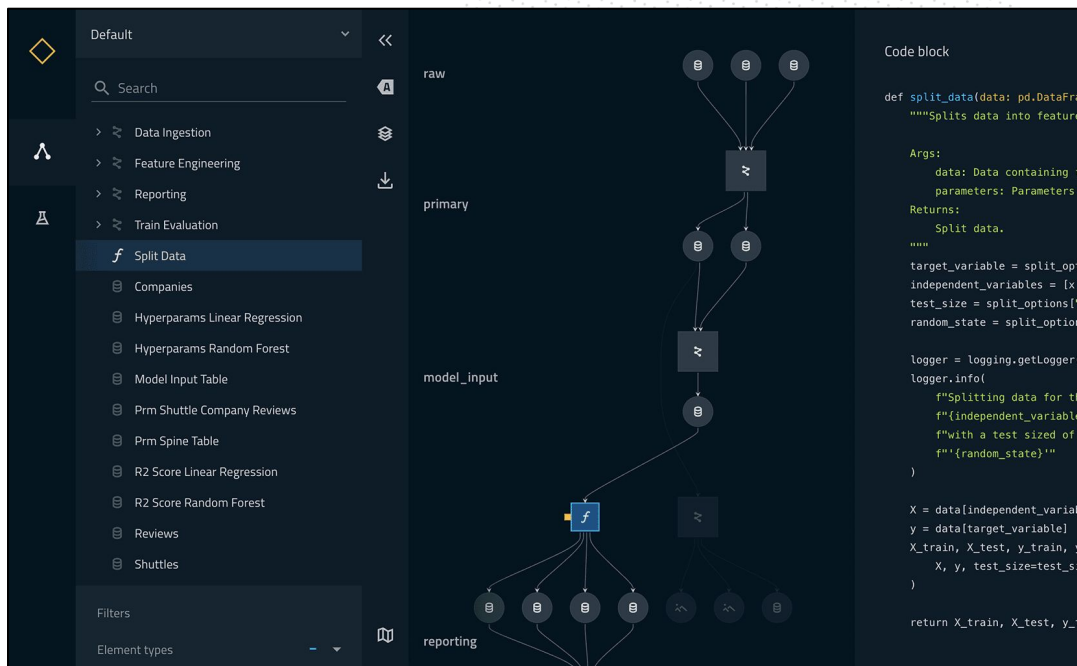 Default
Search
Data Ingestion
Feature Engineering
Reporting
Train Evaluation
Split Data
Companies
Hyperparams Linear Regression
Hyperparams Random Forest
Model Input Table
Prm Shuttle Company Reviews
Prm Spine Table
R2 Score Linear Regression
R2 Score Random Forest
Reviews
Shuttles
Filters
Element types
A
raw
primary
model_input
reporting
Code block
def split_data(data: pd.DataFra
"""Splits data into feature
Args:
data: Data containing
parameters: Parameters
Returns:
Split data.
"""
target_variable = split_opt
independent_variables = [x
test_size = split_options["
random_state = split_option
logger = logging.getLogger
logger.info(
f"Splitting data for th
f"{independent_variable
f"with a test sized of
f"'{random_state}'"
)
X = data[independent_variab
y = data[target_variable]
X_train, X_test, y_train, y
X, y, test_size=test_si
)
return X_train, X_test, y_t